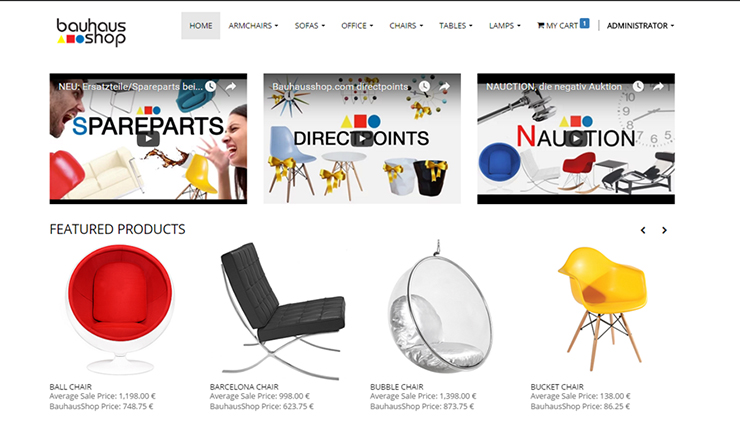 bauhaus
shop
HOME ARMCHAIRS SOFAS OFFICE CHAIRS TABLES LAMPS MY CART 1 ADMINISTRATOR
NEU: Ersatzteile/Spareparts bei...
SPAREPARTS
Bauhausshop.com directpoints
DIRECTPOINTS
NAUCTION, die negativ Auktion
NAUCTION
FEATURED PRODUCTS
BALL CHAIR
Average Sale Price: 1,198.00 €
BauhausShop Price: 748.75 €
BARCELONA CHAIR
Average Sale Price: 998.00 €
BauhausShop Price: 623.75 €
BUBBLE CHAIR
Average Sale Price: 1,398.00 €
BauhausShop Price: 873.75 €
BUCKET CHAIR
Average Sale Price: 138.00 €
BauhausShop Price: 86.25 €